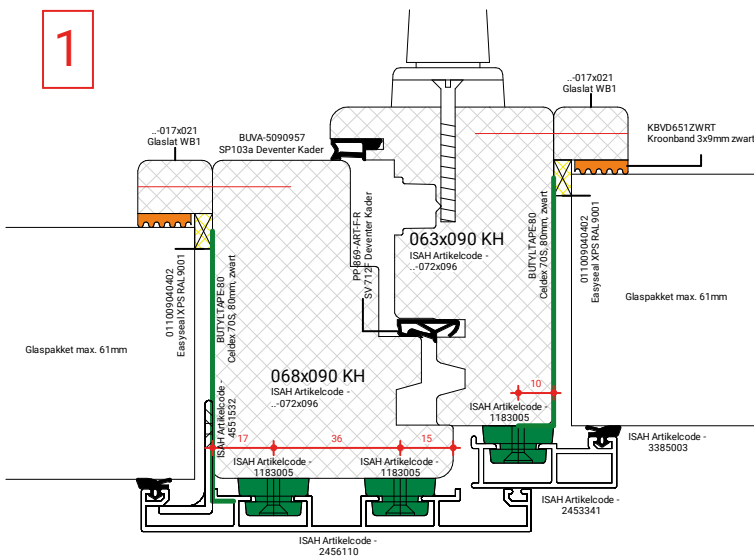 1
..-017x021
Glaslat WB1
BUVA-5090957
SP103a Deventer Kader
..-017x021
Glaslat WB1
KBVD651ZWRT
Kroonband 3x9mm zwart
PP-869-ART-F-R
SV 712F Deventer Kader
063x090 KH
ISAH Artikelcode -
..-072x096
BUTYLTAPE-80
Celdex 70S, 80mm, zwart
011009040402
Easyseal XPS RAL9001
Glaspakket max. 61mm
011009040402
Easyseal XPS RAL9001
BUTYLTAPE-80
Celdex 70S, 80mm, zwart
Glaspakket max. 61mm
068x090 KH
ISAH Artikelcode -
..-072x096
ISAH Artikelcode -
4551532
10
ISAH Artikelcode -
1183005
17
36
15
ISAH Artikelcode -
1183005
ISAH Artikelcode -
1183005
ISAH Artikelcode -
3385003
ISAH Artikelcode -
2453341
ISAH Artikelcode -
2456110